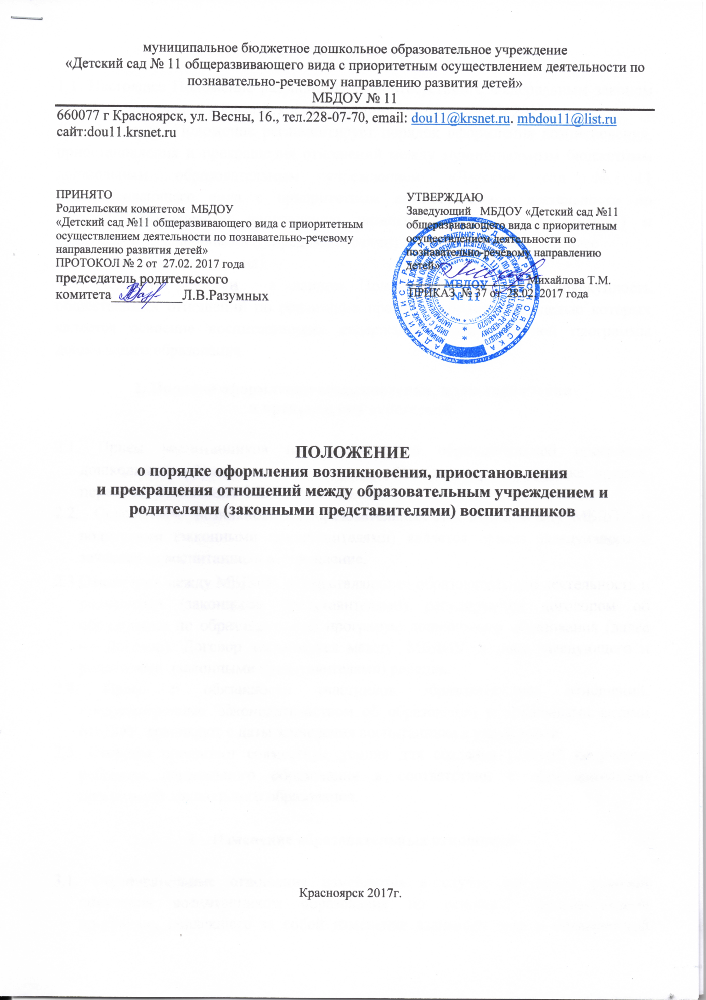 муниципальное бюджетное дошкольное образовательное учреждение
«Детский сад № 11 общеразвивающего вида с приоритетным осуществлением деятельности по
познавательно-речевому направлению развития детей»
МБДОУ № 11
660077 г Красноярск, ул. Весны, 16., тел.228-07-70, email: dou11@krsnet.ru. mbdou11@list.ru
сайт:dou11.krsnet.ru
ПРИНЯТО
Родительским комитетом МБДОУ
«Детский сад №11 общеразвивающего вида с приоритетным
осуществлением деятельности по познавательно-речевому
направлению развития детей»
ПРОТОКОЛ № 2 от 27.02. 2017 года
председатель родительского
комитета___________Л.В.Разумных
УТВЕРЖДАЮ
Заведующий МБДОУ «Детский сад №11
общеразвивающего вида с приоритетным
осуществлением деятельности по
познавательно-речевому направлению
детей»
Михайлова Т.М.
ПРИКАЗ № 37 от 28.02. 2017 года
МБДОУ
№ 11
ПОЛОЖЕНИЕ
о порядке оформления возникновения, приостановления
и прекращения отношений между образовательным учреждением и
родителями (законными представителями) воспитанников
Красноярск 2017г.